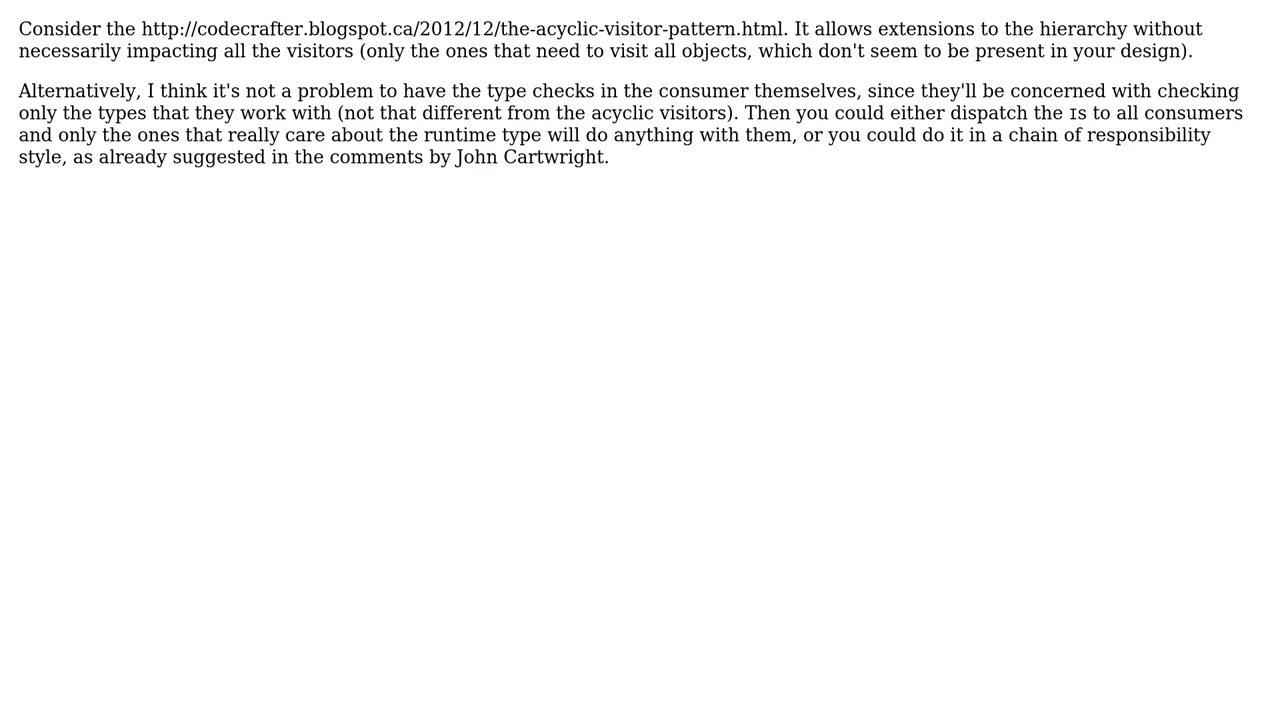 Consider the http://codecrafter.blogspot.ca/2012/12/the-acyclic-visitor-pattern.html. It allows extensions to the hierarchy without
necessarily impacting all the visitors (only the ones that need to visit all objects, which don't seem to be present in your design).
Alternatively, I think it's not a problem to have the type checks in the consumer themselves, since they'll be concerned with checking
only the types that they work with (not that different from the acyclic visitors). Then you could either dispatch the Is to all consumers
and only the ones that really care about the runtime type will do anything with them, or you could do it in a chain of responsibility
style, as already suggested in the comments by John Cartwright.